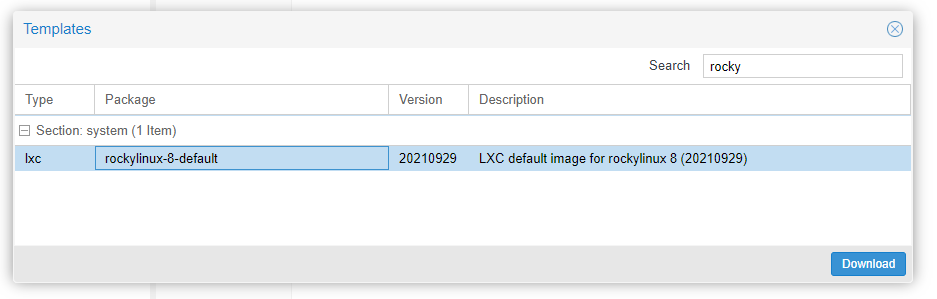 Templates
Search rocky
Type Package Version Description
Section: system (1 Item)
lxc rockylinux-8-default 20210929 LXC default image for rockylinux 8 (20210929)
Download